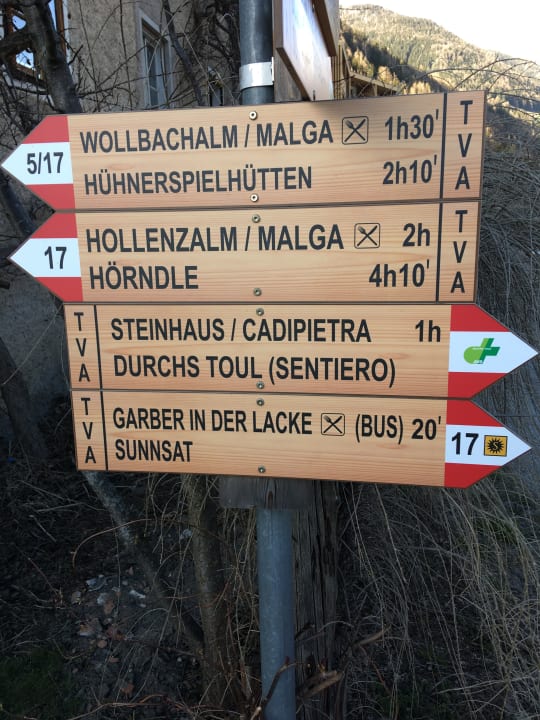 WOLLBACHALM / MALGA 1h30'
5/17
HÜHNERSPIELHÜTTEN 2h10'
TVA
HOLLENZALM / MALGA 2h
17
HÖRNDLE 4h10'
TVA
TVA
STEINHAUS / CADIPIETRA 1h
DURCHS TOUL (SENTIERO)
TVA
GARBER IN DER LACKE (BUS) 20'
SUNNSAT
17 S